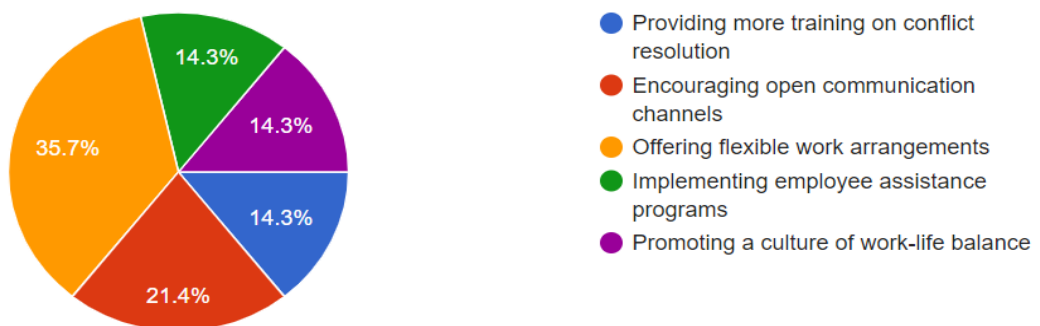 14.3%
14.3%
35.7%
14.3%
21.4%
Providing more training on conflict
resolution
Encouraging open communication
channels
Offering flexible work arrangements
Implementing employee assistance
programs
Promoting a culture of work-life balance